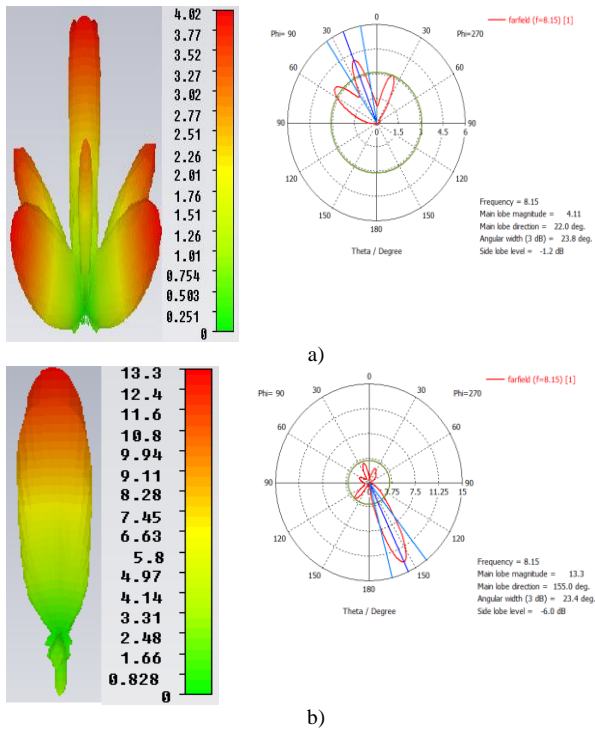 4.02
3.77
3.52
3.27
4.02
2.77
2.51
2.26
2.01
1.76
1.51
1.26
1.01
0.754
0.503
0.251
0
farfield (f=8.15) [1]
0
Phi= 90 30 30 Phi=270
60 60
90 0 1.5 3 4.5 6 90
120 120
150 150
180
Theta / Degree
Frequency = 8.15
Main lobe magnitude = 4.11
Main lobe direction = 22.0 deg.
Angular width (3 dB) = 23.8 deg.
Side lobe level = -1.2 dB
a)
13.3
12.4
11.6
10.8
9.94
9.11
8.28
7.45
6.63
5.8
4.97
4.14
3.31
2.48
1.66
0.828
0
farfield (f=8.15) [1]
0
Phi= 90 30 30 Phi=270
60 60
90 7.5 11.25 15 90
120 120
150 150
180
Theta / Degree
Frequency = 8.15
Main lobe magnitude = 13.3
Main lobe direction = 155.0 deg.
Angular width (3 dB) = 23.4 deg.
Side lobe level = -6.0 dB
b)